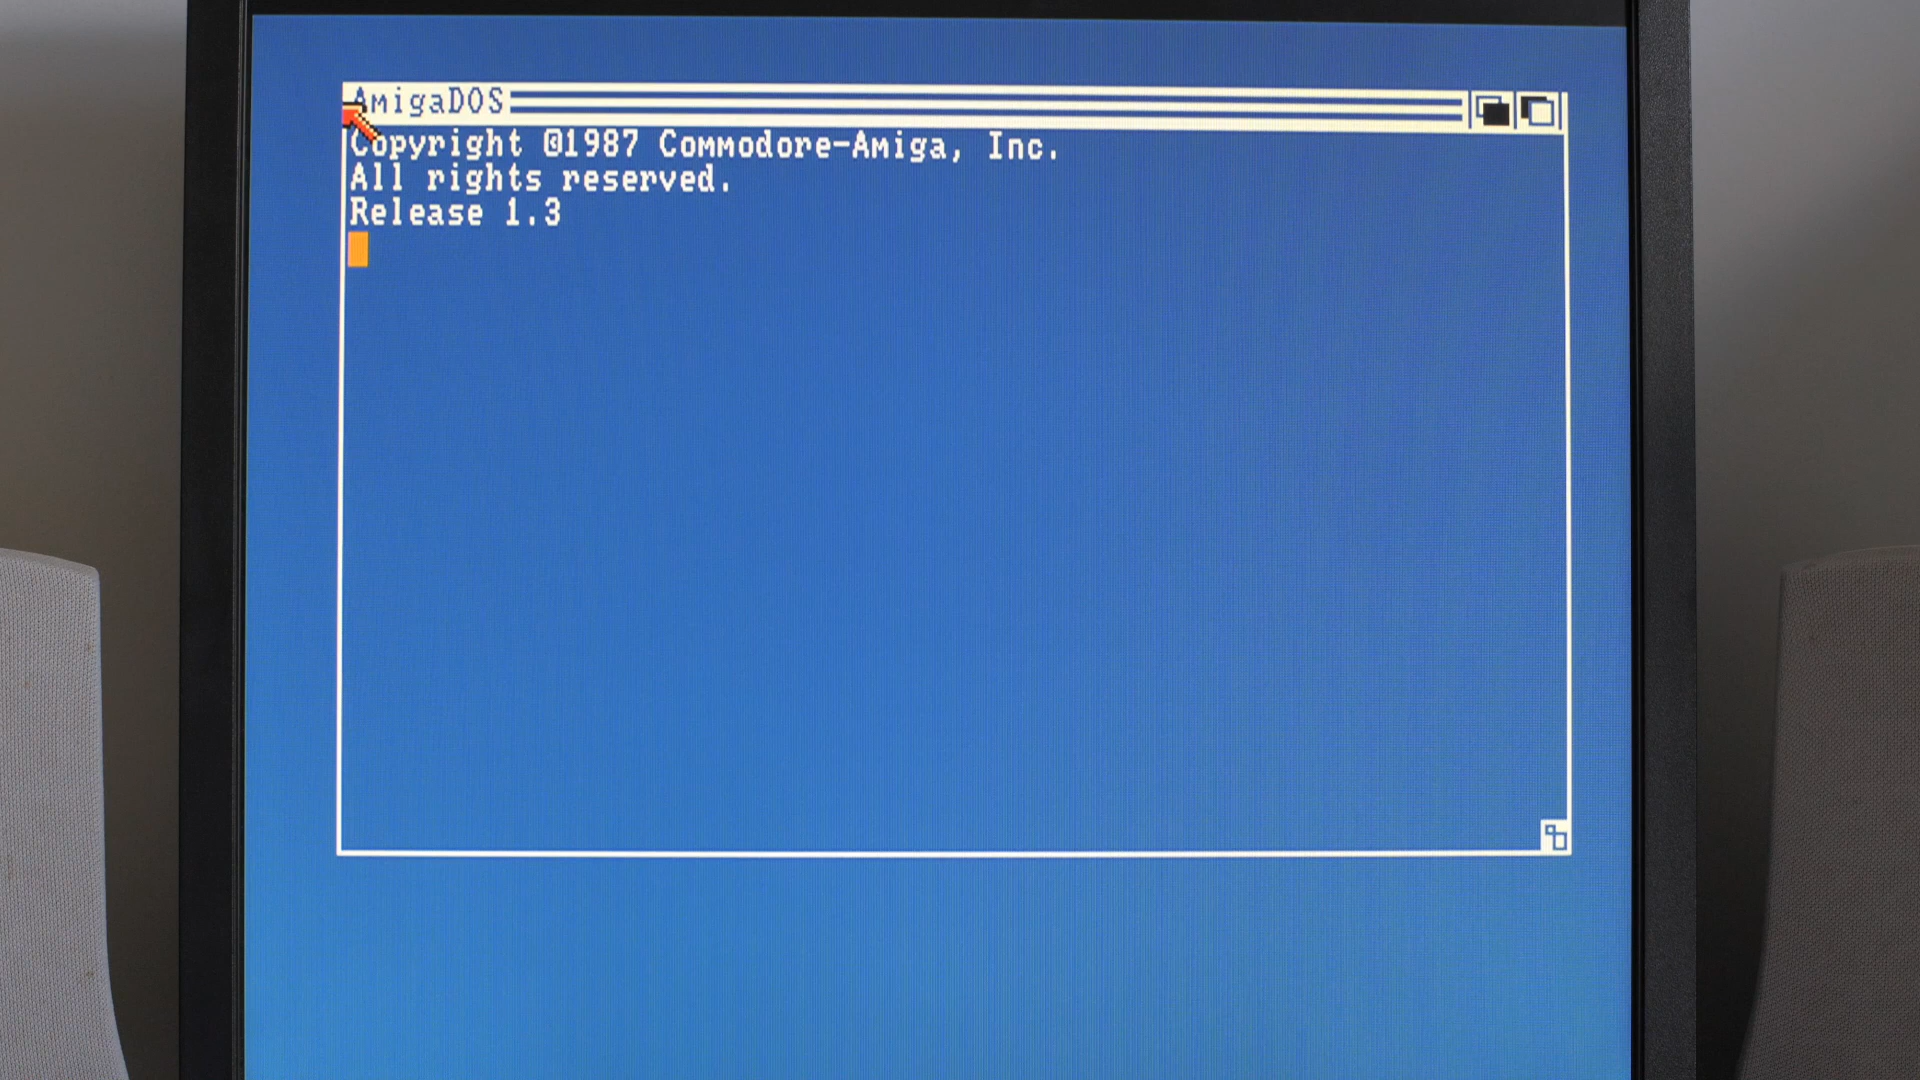 AmigaDOS
Copyright ©1987 Commodore-Amiga, Inc.
All rights reserved.
Release 1.3